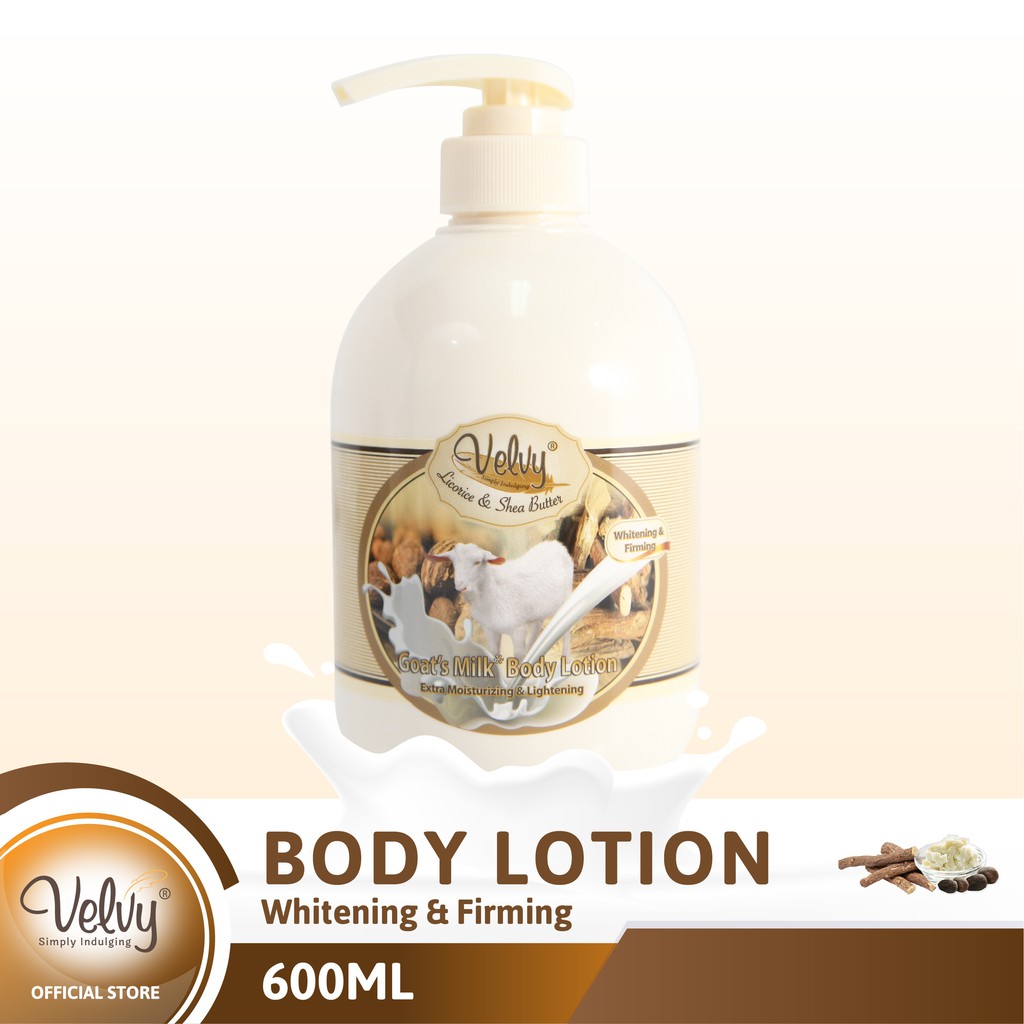 Velvy®
Simply Indulging
Licorice & Shea Butter
Whitening &
Firming
Goat's Milk* Body Lotion
Extra Moisturizing & Lightening
BODY LOTION
Whitening & Firming
Velvy®
Simply Indulging
OFFICIAL STORE
600ML